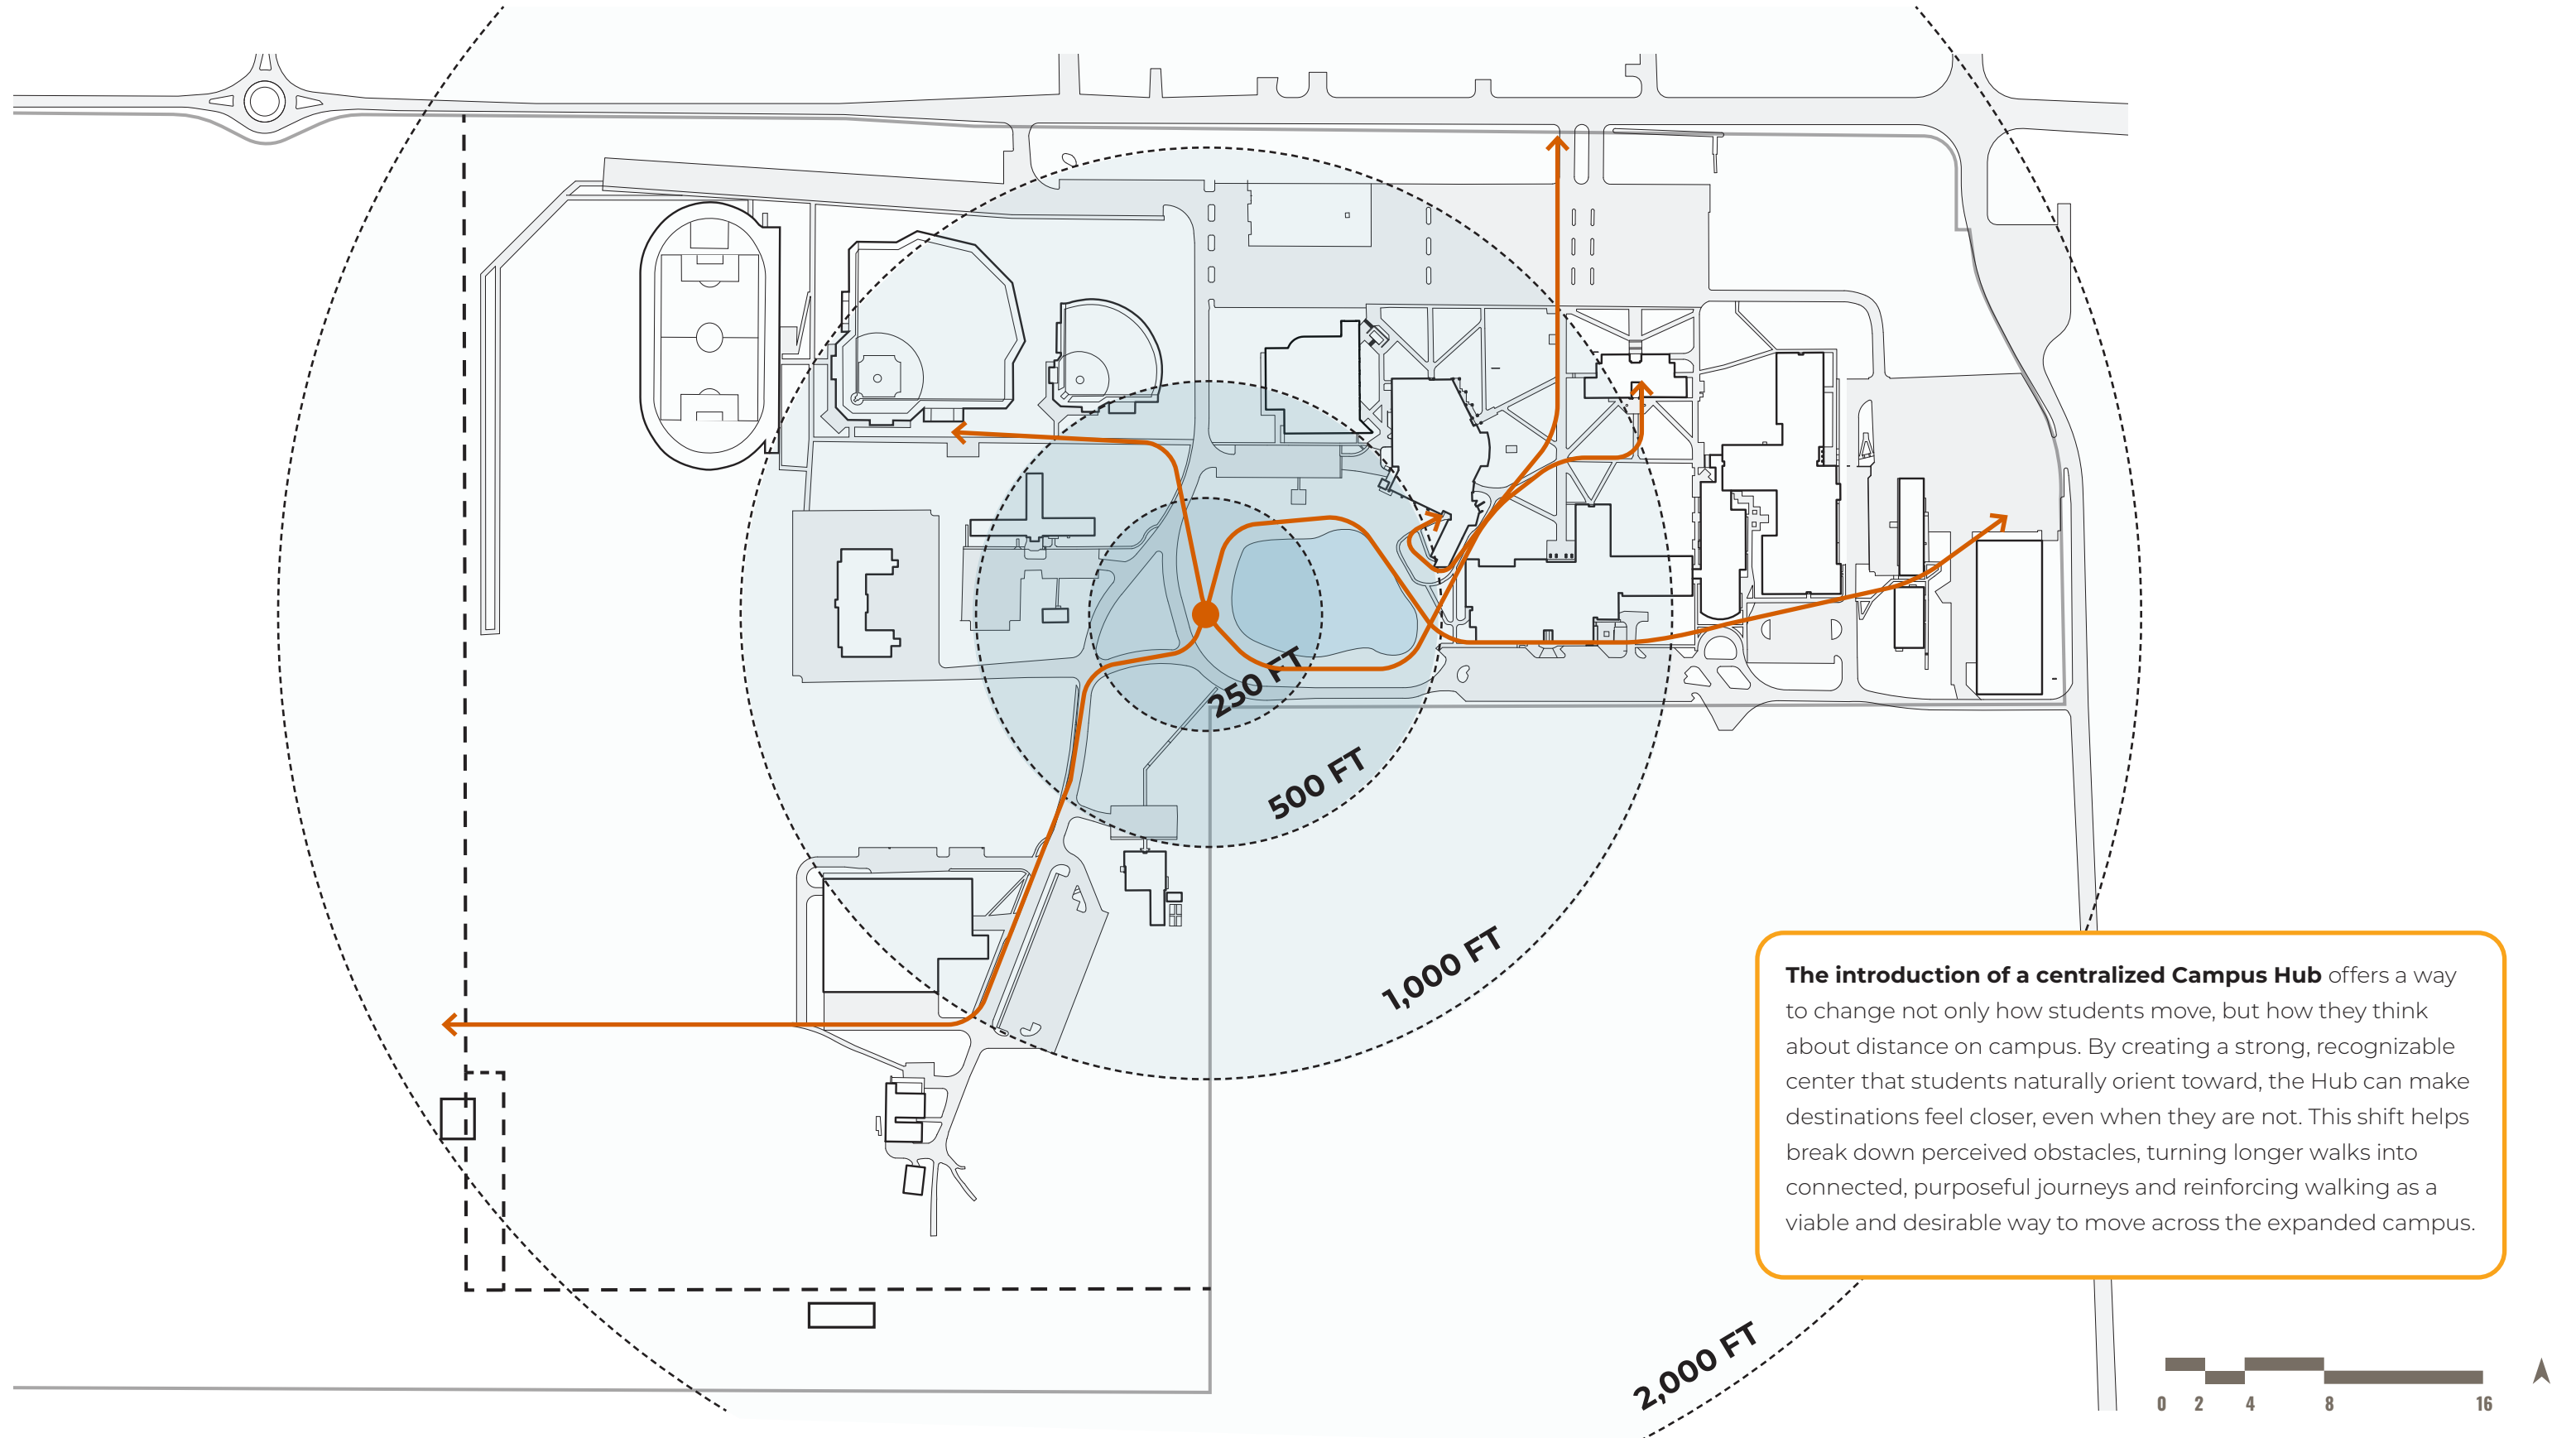 250 FT
500 FT
1,000 FT
The introduction of a centralized Campus Hub offers a way
to change not only how students move, but how they think
about distance on campus. By creating a strong, recognizable
center that students naturally orient toward, the Hub can make
destinations feel closer, even when they are not. This shift helps
break down perceived obstacles, turning longer walks into
connected, purposeful journeys and reinforcing walking as a
viable and desirable way to move across the expanded campus.
2,000 FT
0 2 4 8 16